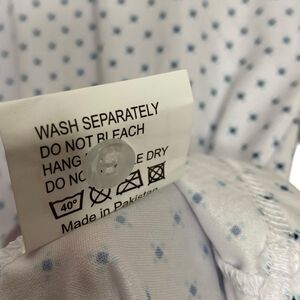 WASH SEPARATELY
DO NOT BLEACH
HANG DRY
DO
40°
Made in Pakistan